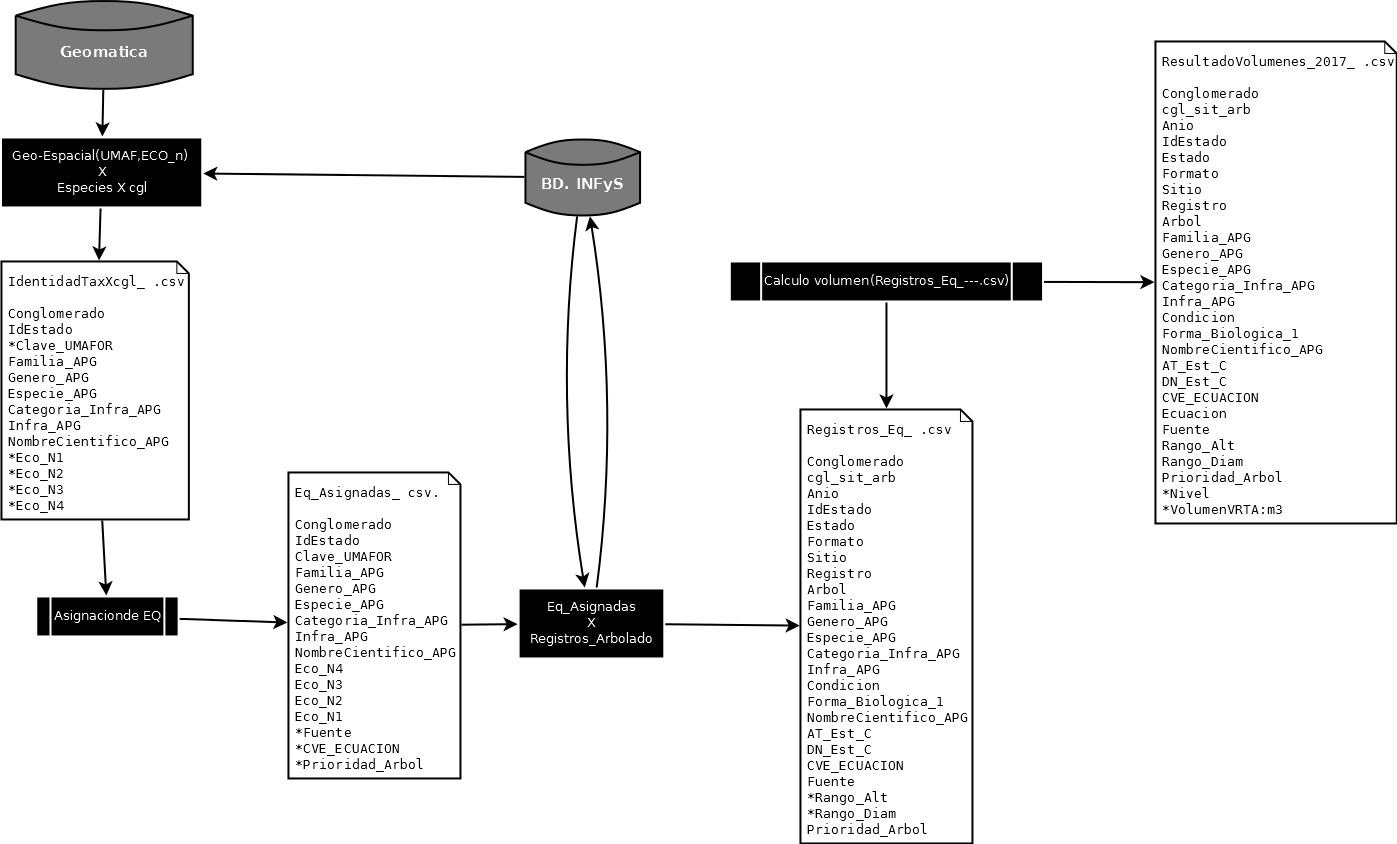 Geomatica
Geo-Espacial(UMAF,ECO_n)
X
Especies X cgl
BD. INFyS
IdentidadTaxXcgl_ .csv
Conglomerado
IdEstado
*Clave_UMAFOR
Familia_APG
Genero_APG
Especie_APG
Categoria_Infra_APG
Infra_APG
NombreCientifico_APG
*Eco_N1
*Eco_N2
*Eco_N3
*Eco_N4
Asignacionde EQ
Eq_Asignadas_ csv.
Conglomerado
IdEstado
Clave_UMAFOR
Familia_APG
Genero_APG
Especie_APG
Categoria_Infra_APG
Infra_APG
NombreCientifico_APG
Eco_N4
Eco_N3
Eco_N2
Eco_N1
*Fuente
*CVE_ECUACION
*Prioridad_Arbol
Eq_Asignadas
X
Registros_Arbolado
Calculo volumen(Registros_Eq_---.csv)
Registros_Eq_ .csv
Conglomerado
cgl_sit_arb
Anio
IdEstado
Estado
Formato
Sitio
Registro
Arbol
Familia_APG
Genero_APG
Especie_APG
Categoria_Infra_APG
Infra_APG
Condicion
Forma_Biologica_1
NombreCientifico_APG
AT_Est_C
DN_Est_C
CVE_ECUACION
Fuente
*Rango_Alt
*Rango_Diam
Prioridad_Arbol
ResultadoVolumenes_2017_ .csv
Conglomerado
cgl_sit_arb
Anio
IdEstado
Estado
Formato
Sitio
Registro
Arbol
Familia_APG
Genero_APG
Especie_APG
Categoria_Infra_APG
Infra_APG
Condicion
Forma_Biologica_1
NombreCientifico_APG
AT_Est_C
DN_Est_C
CVE_ECUACION
Ecuacion
Fuente
Rango_Alt
Rango_Diam
Prioridad_Arbol
*Nivel
*VolumenVRTA:m3